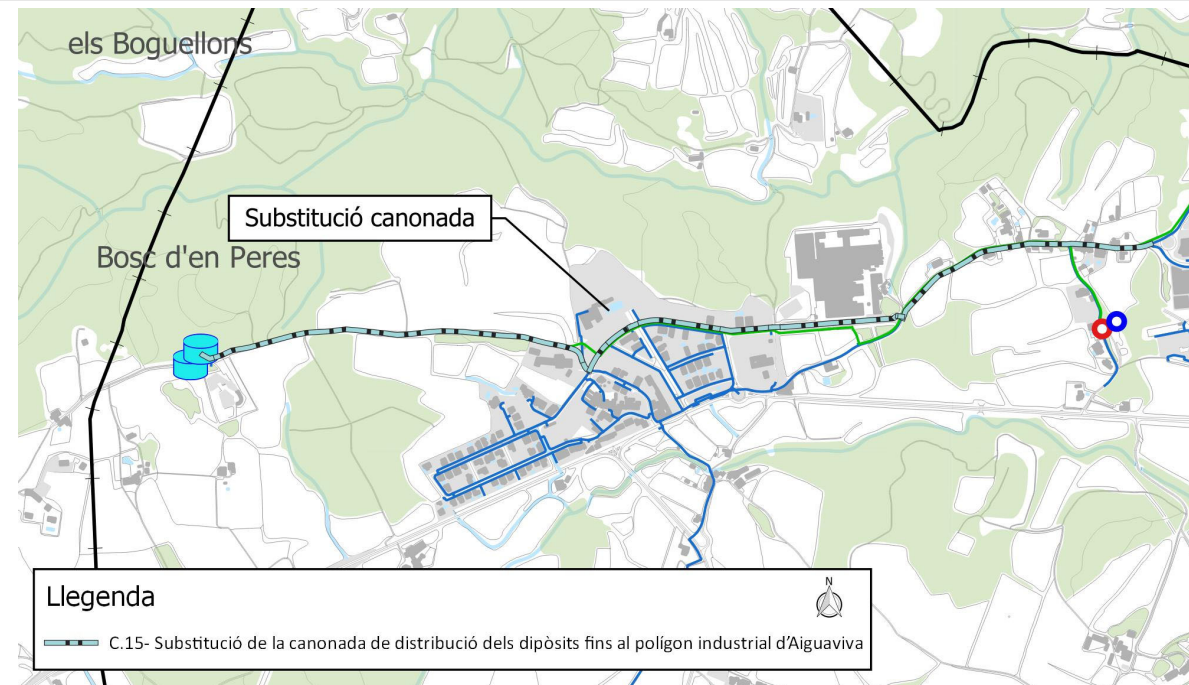 els Boguellons
Substitució canonada
Bosc d'en Peres
Llegenda
N
C.15- Substitució de la canonada de distribució dels dipòsits fins al polígon industrial d'Aiguaviva